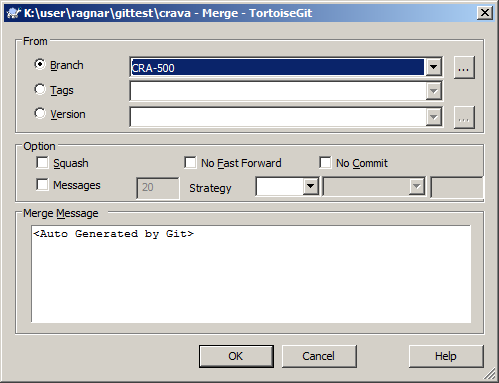 K:\user\ragnar\gittest\crava - Merge - TortoiseGit
From
Branch CRA-500 ...
Tags
Version ...
Option
Squash No Fast Forward No Commit
Messages 20 Strategy
Merge Message
<Auto Generated by Git>
OK Cancel Help